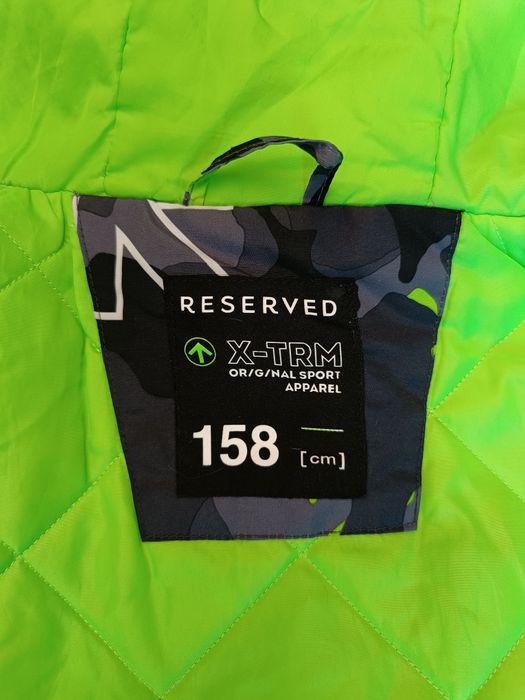 RESERVED
X-TRM
OR/G/NAL SPORT
APPAREL
158 [cm]